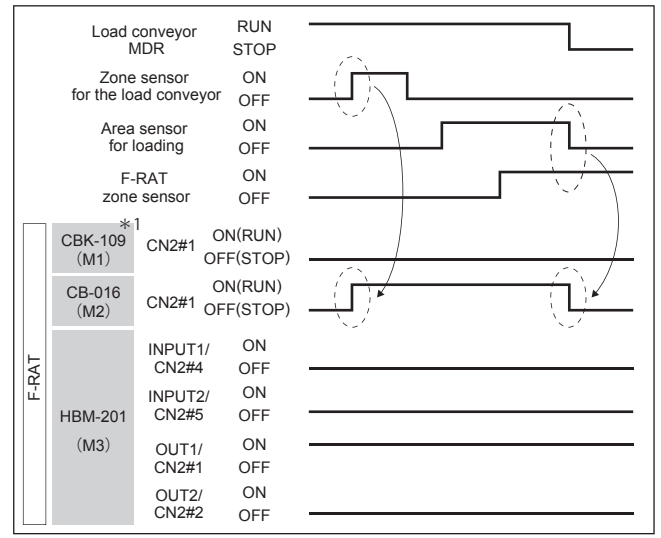 Load conveyor MDR RUN
STOP
Zone sensor for the load conveyor ON
OFF
Area sensor for loading ON
OFF
F-RAT zone sensor ON
OFF
F-RAT
CBK-109 *1
(M1)
CN2#1
ON(RUN)
OFF(STOP)
CB-016
(M2)
CN2#1
ON(RUN)
OFF(STOP)
HBM-201
(M3)
INPUT1/
CN2#4
ON
OFF
INPUT2/
CN2#5
ON
OFF
OUT1/
CN2#1
ON
OFF
OUT2/
CN2#2
ON
OFF